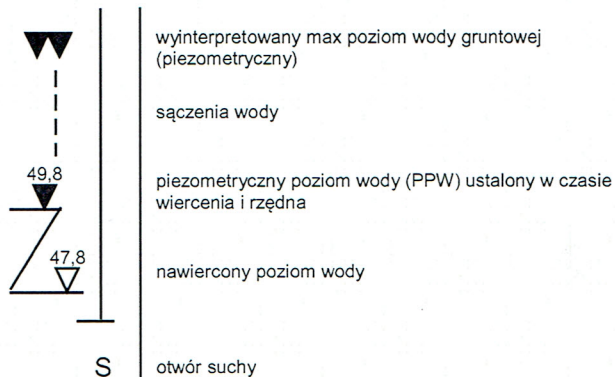 wyinterpretowany max poziom wody gruntowej
(piezometryczny)
sączenia wody
49,8
piezometryczny poziom wody (PPW) ustalony w czasie
wiercenia i rzędna
47,8
nawiercony poziom wody
S
otwór suchy